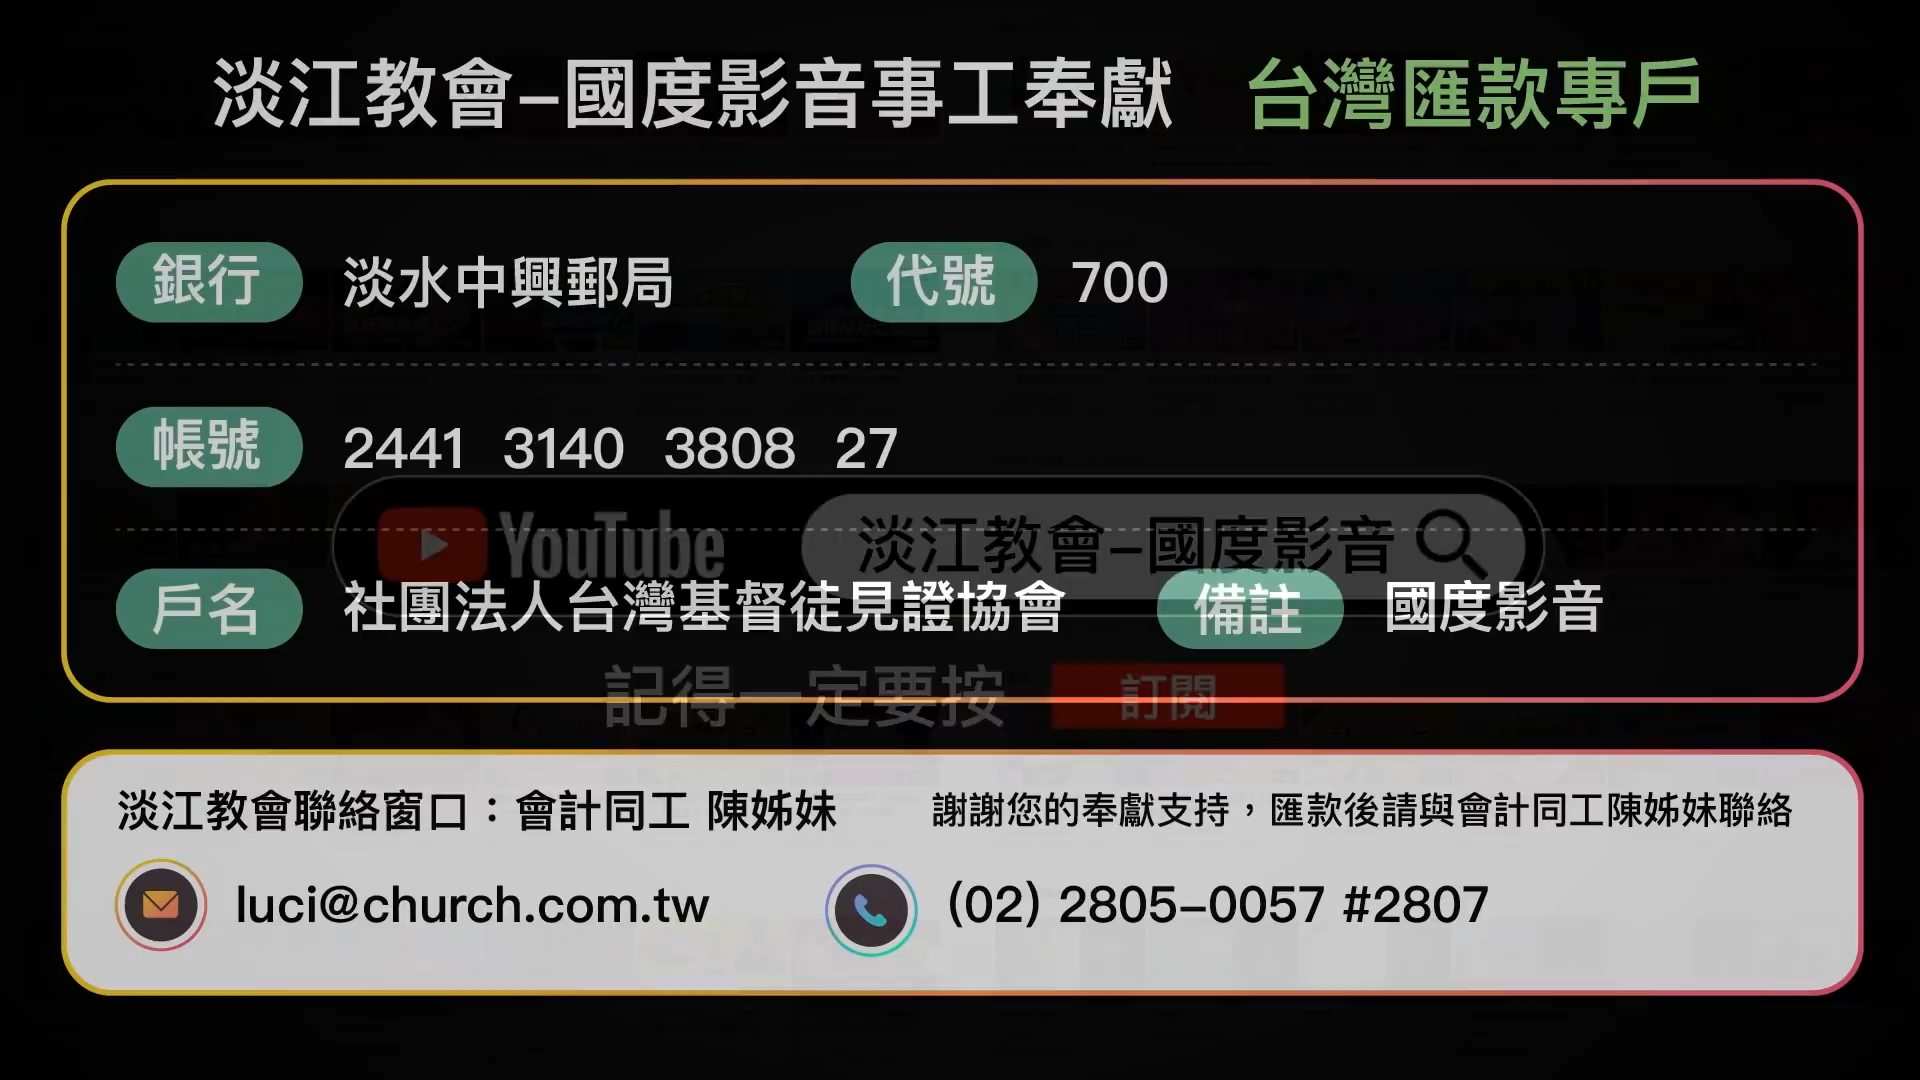 淡江教會–國度影音事工奉獻 台灣匯款專戶
銀行 淡水中興郵局 代號 700
帳號 2441 3140 3808 27
YouTube 淡江教會–國度影音
戶名 社團法人台灣基督徒見證協會 備註 國度影音
記得一定要按 訂閱
淡江教會聯絡窗口：會計同工 陳姊妹 謝謝您的奉獻支持，匯款後請與會計同工陳姊妹聯絡
luci@church.com.tw (02) 2805–0057 #2807